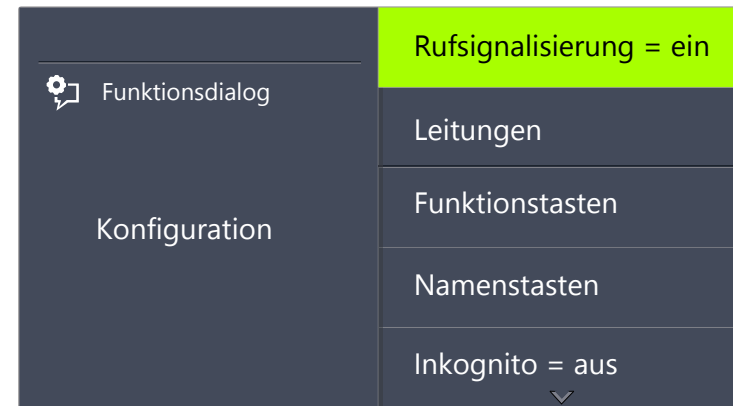 Funktionsdialog
Konfiguration
Rufsignalisierung = ein
Leitungen
Funktionstasten
Namenstasten
Inkognito = aus